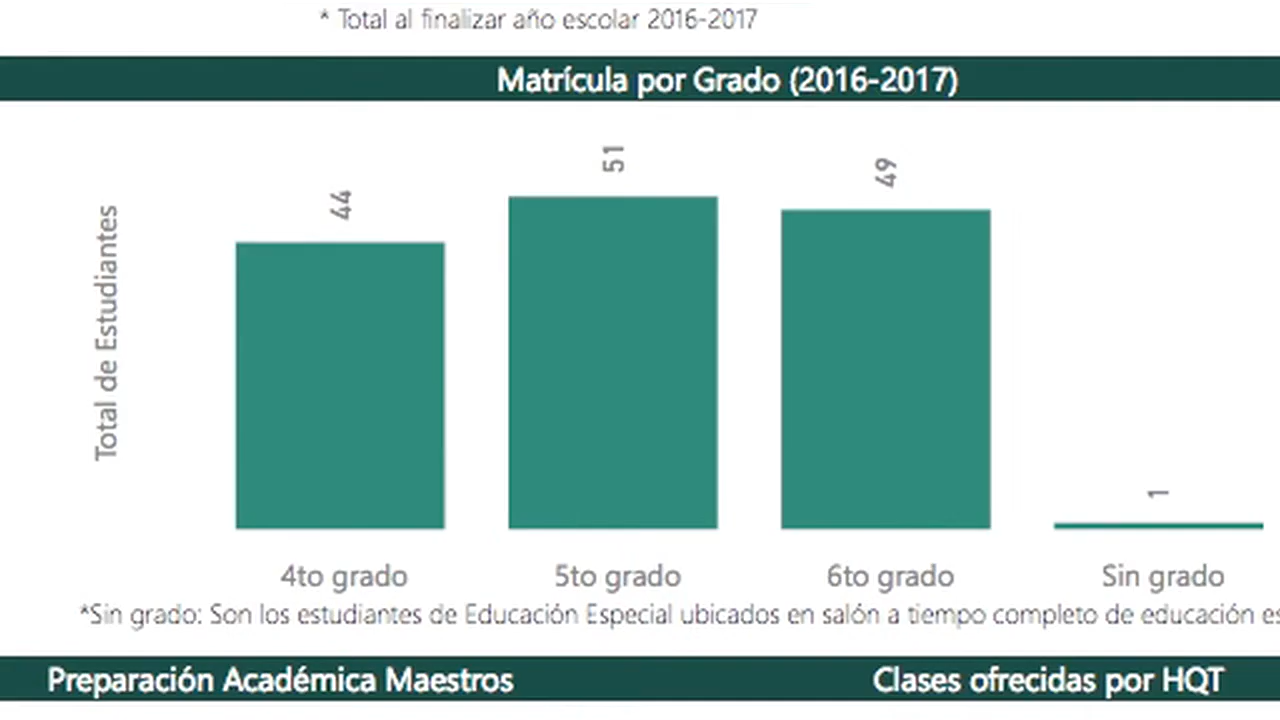 * Total al finalizar año escolar 2016-2017
Matrícula por Grado (2016-2017)
Total de Estudiantes
44
51
49
1
4to grado
5to grado
6to grado
Sin grado
*Sin grado: Son los estudiantes de Educación Especial ubicados en salón a tiempo completo de educación es
Preparación Académica Maestros
Clases ofrecidas por HQT